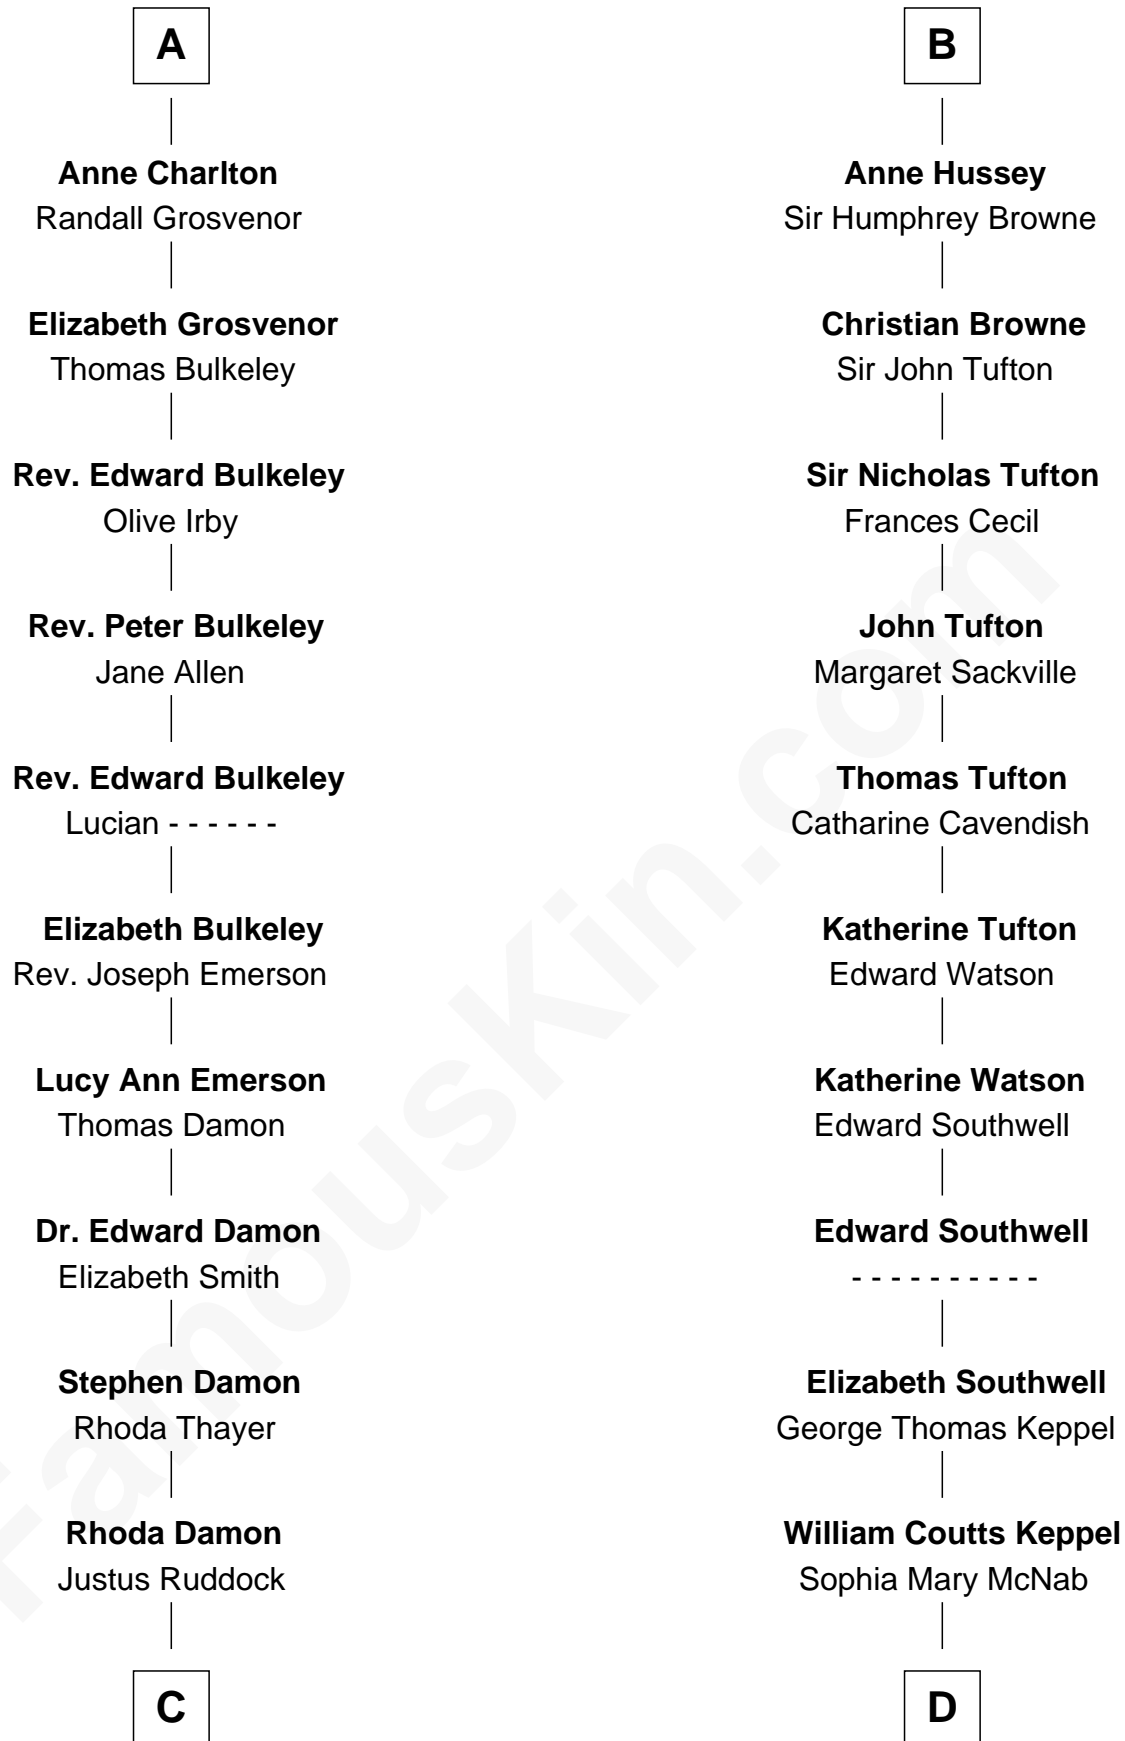 A
Anne Charlton
Randall Grosvenor
Elizabeth Grosvenor
Thomas Bulkeley
Rev. Edward Bulkeley
Olive Irby
Rev. Peter Bulkeley
Jane Allen
Rev. Edward Bulkeley
Lucian - - - - - -
Elizabeth Bulkeley
Rev. Joseph Emerson
Lucy Ann Emerson
Thomas Damon
Dr. Edward Damon
Elizabeth Smith
Stephen Damon
Rhoda Thayer
Rhoda Damon
Justus Ruddock
C
B
Anne Hussey
Sir Humphrey Browne
Christian Browne
Sir John Tufton
Sir Nicholas Tufton
Frances Cecil
John Tufton
Margaret Sackville
Thomas Tufton
Catharine Cavendish
Katherine Tufton
Edward Watson
Katherine Watson
Edward Southwell
Edward Southwell
- - - - - - - - - -
Elizabeth Southwell
George Thomas Keppel
William Coutts Keppel
Sophia Mary McNab
D
FamousKin.com